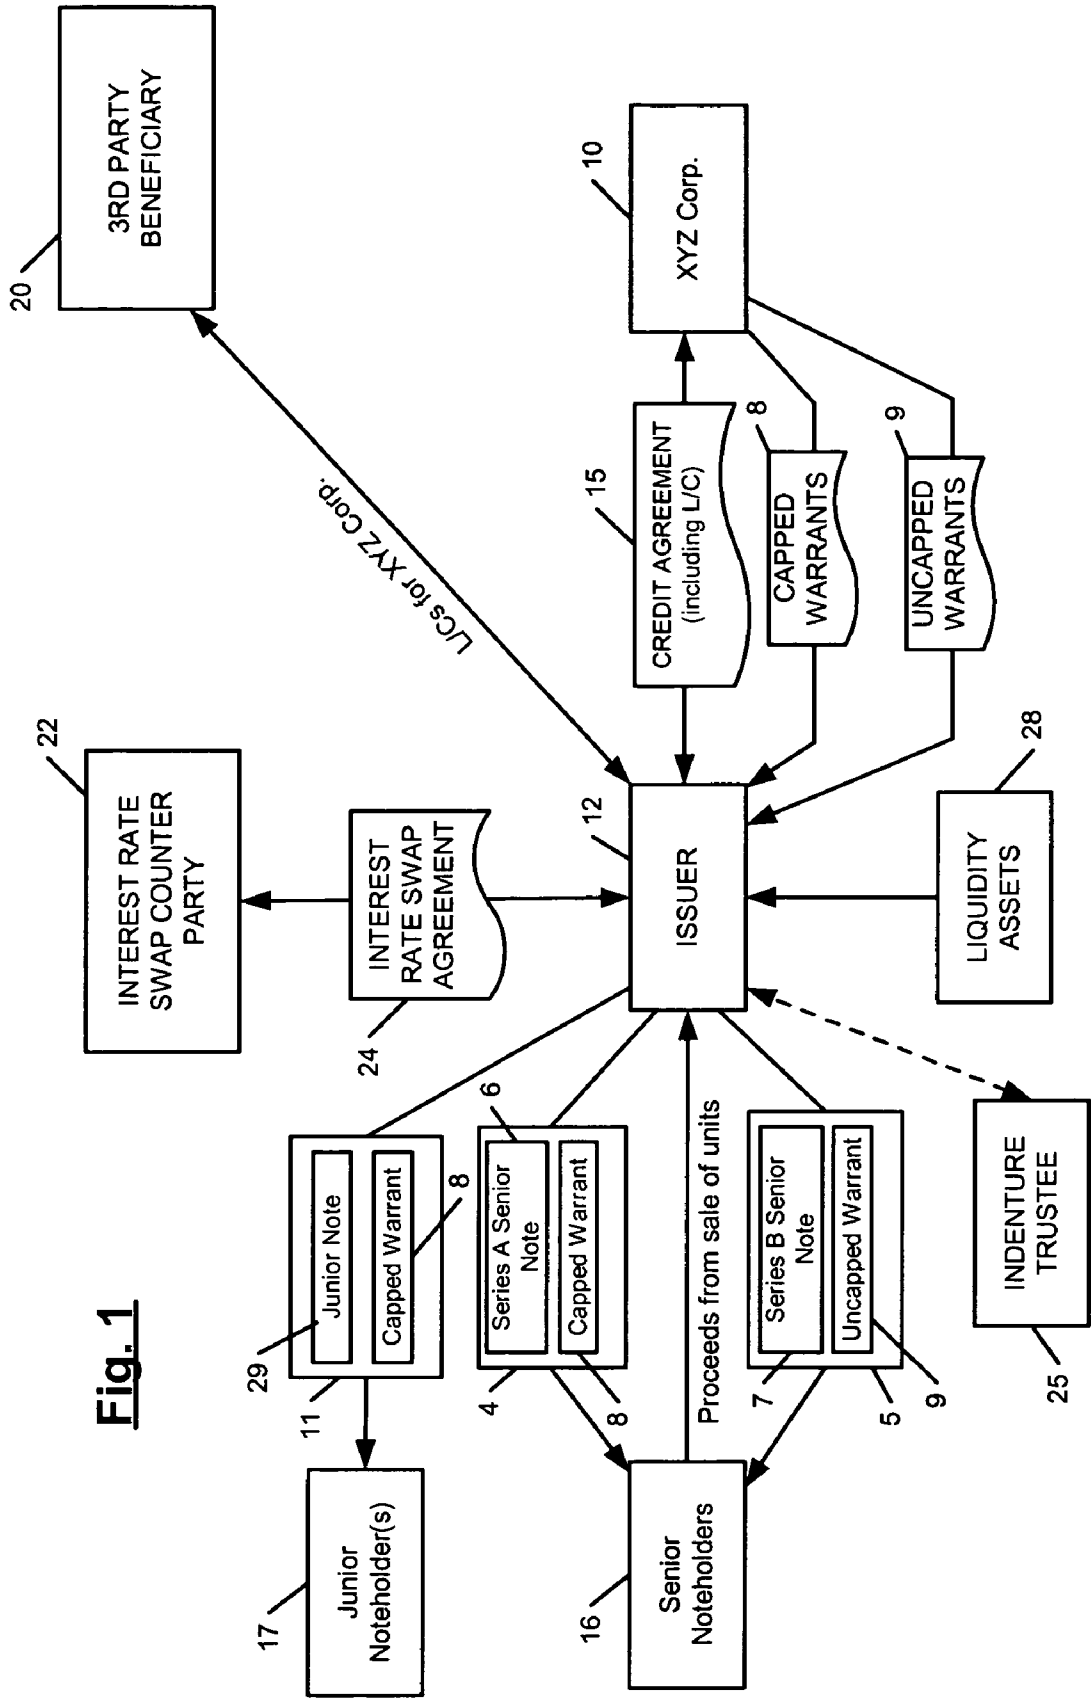 Fig. 1
17
Junior
Noteholder(s)
11
29
Junior Note
Capped Warrant
8
22
INTEREST RATE
SWAP COUNTER
PARTY
24
INTEREST
RATE SWAP
AGREEMENT
20
3RD PARTY
BENEFICIARY
L/Cs for XYZ Corp.
16
Senior
Noteholders
4
6
Series A Senior
Note
Capped Warrant
8
Proceeds from sale of units
7
Series B Senior
Note
Uncapped Warrant
5
9
12
ISSUER
15
CREDIT AGREEMENT
(including L/C)
10
XYZ Corp.
8
CAPPED
WARRANTS
9
UNCAPPED
WARRANTS
25
INDENTURE
TRUSTEE
28
LIQUIDITY
ASSETS